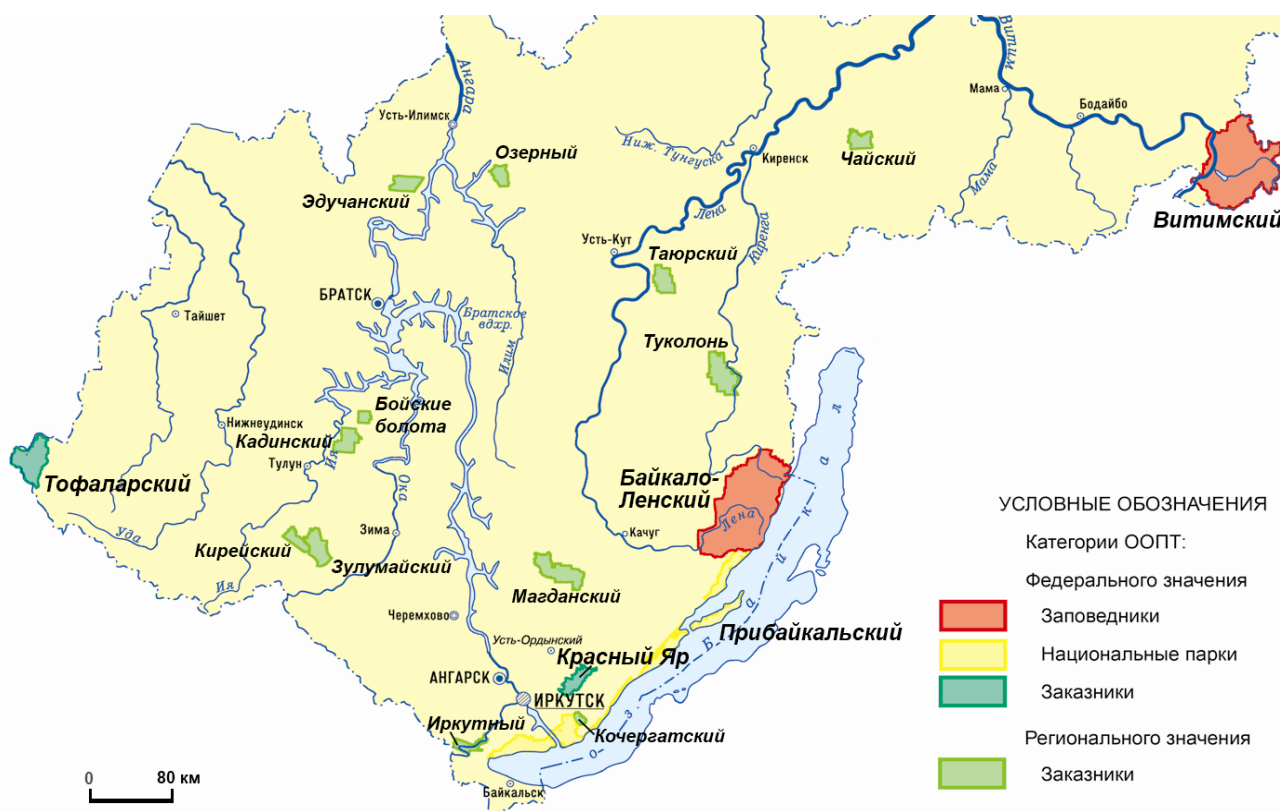 Ангара
Витим
Усть-Илимск
Мама
Бодайбо
Озерный
Ниж. Тунгуска
Киренск
Чайский
Эдучанский
Мама
Витимский
Лена
Киренга
Усть-Кут
Таюрский
БРАТСК
Братское
вдхр.
Тайшет
Илим
Туколонь
Бойские
болота
Нижнеудинск
Кадинский
Тулун
Ия
Тофаларский
Ока
Байкало-
Ленский
Лена
Уда
Зима
Качуг
Кирейский
Зулумайский
Ия
Магданский
Черемхово
Усть-Ордынский
Прибайкальский
Красный Яр
АНГАРСК
ИРКУТСК
Иркутный
Кочергатский
оз. Байкал
Байкальск
0 80 км
УСЛОВНЫЕ ОБОЗНАЧЕНИЯ
Категории ООПТ:
Федерального значения
Заповедники
Национальные парки
Заказники
Регионального значения
Заказники